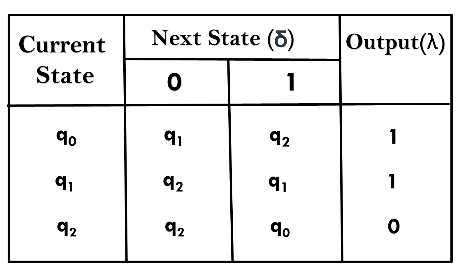 Current State Next State (δ) Output(λ)
0 1
q₀ q₁ q₂ 1
q₁ q₂ q₁ 1
q₂ q₂ q₀ 0